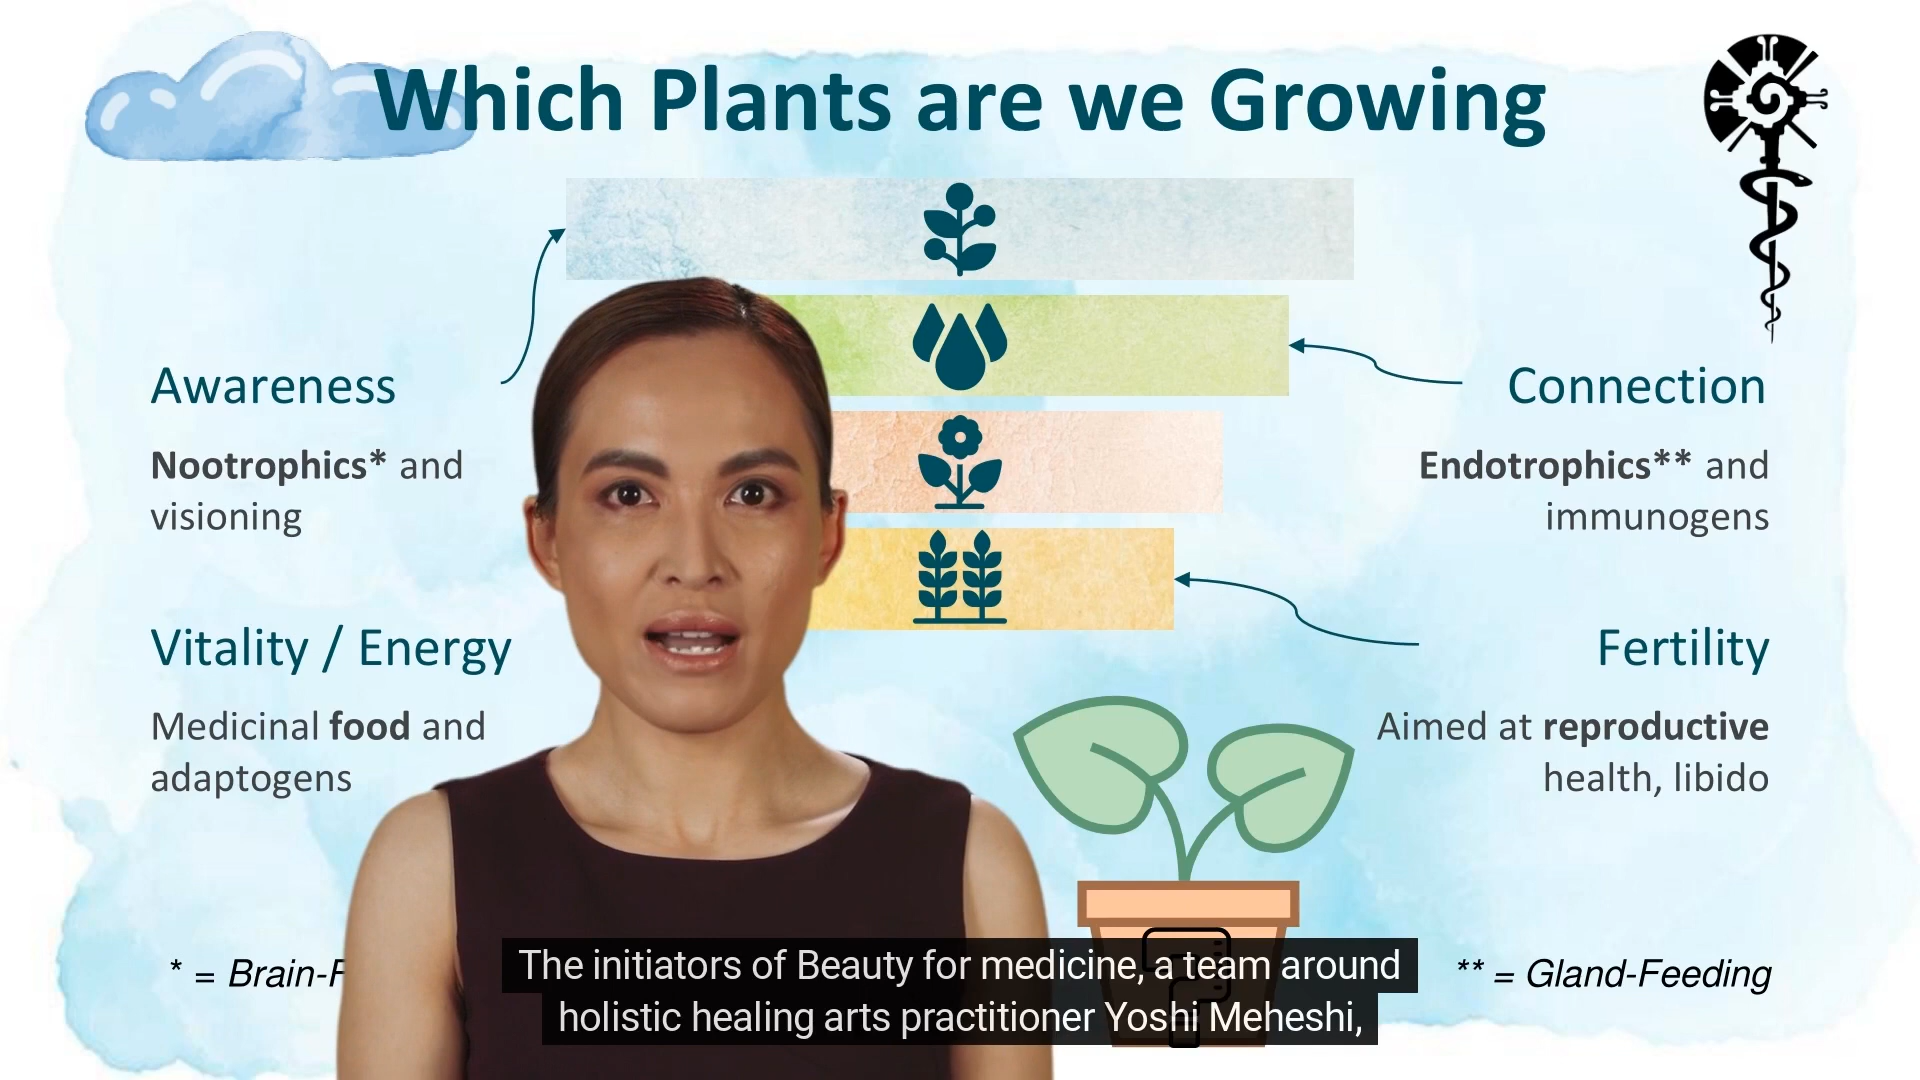 Which Plants are we Growing
Awareness
Nootrophics* and
visioning
Connection
Endotrophics** and
immunogens
Vitality / Energy
Medicinal food and
adaptogens
Fertility
Aimed at reproductive
health, libido
* = Brain-F
** = Gland-Feeding
The initiators of Beauty for medicine, a team around
holistic healing arts practitioner Yoshi Meheshi,